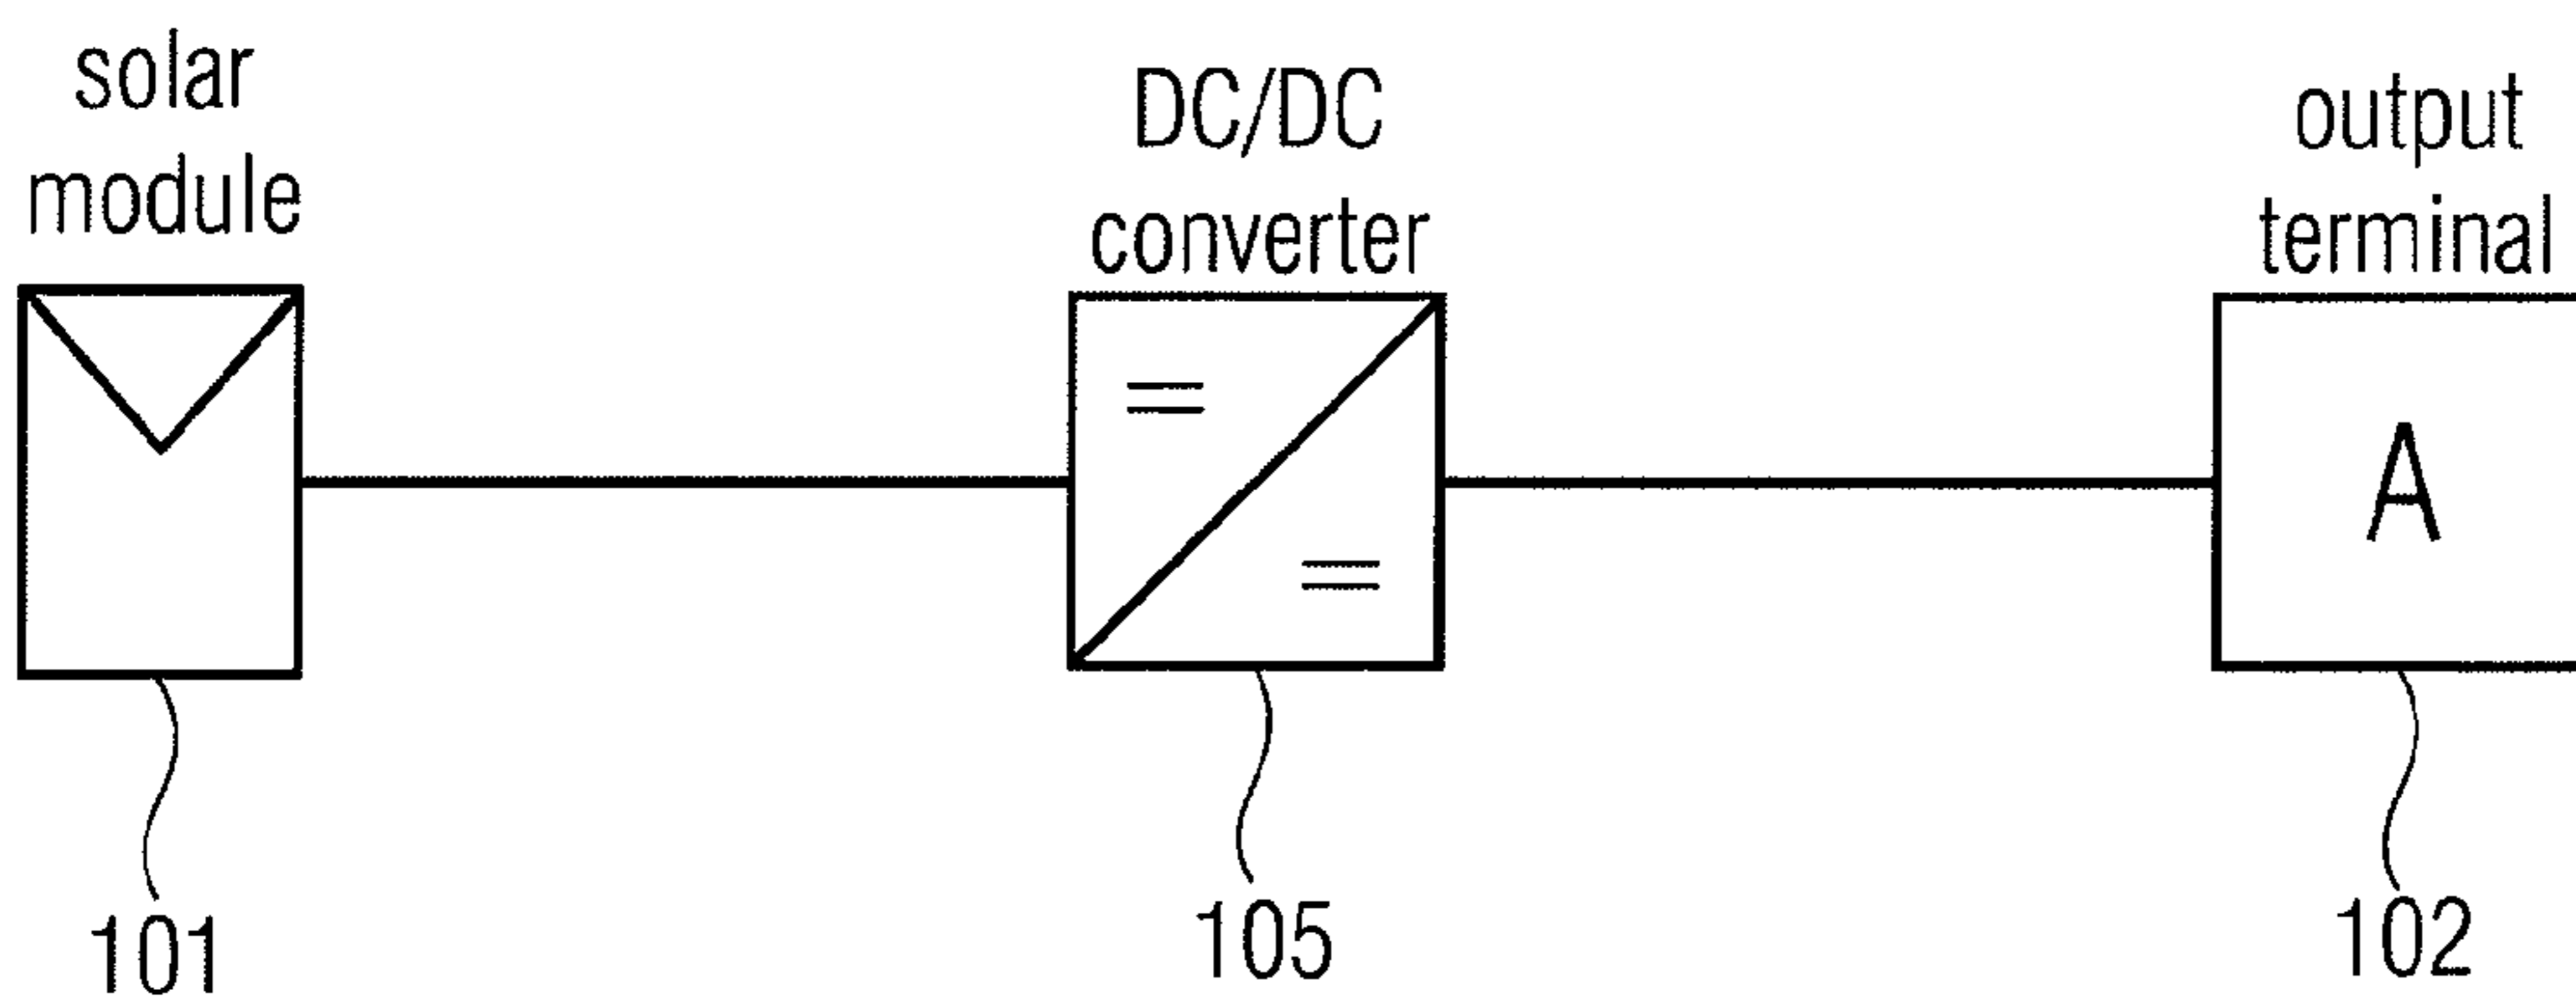 solar
module
DC/DC
converter
output
terminal
A
101
105
102